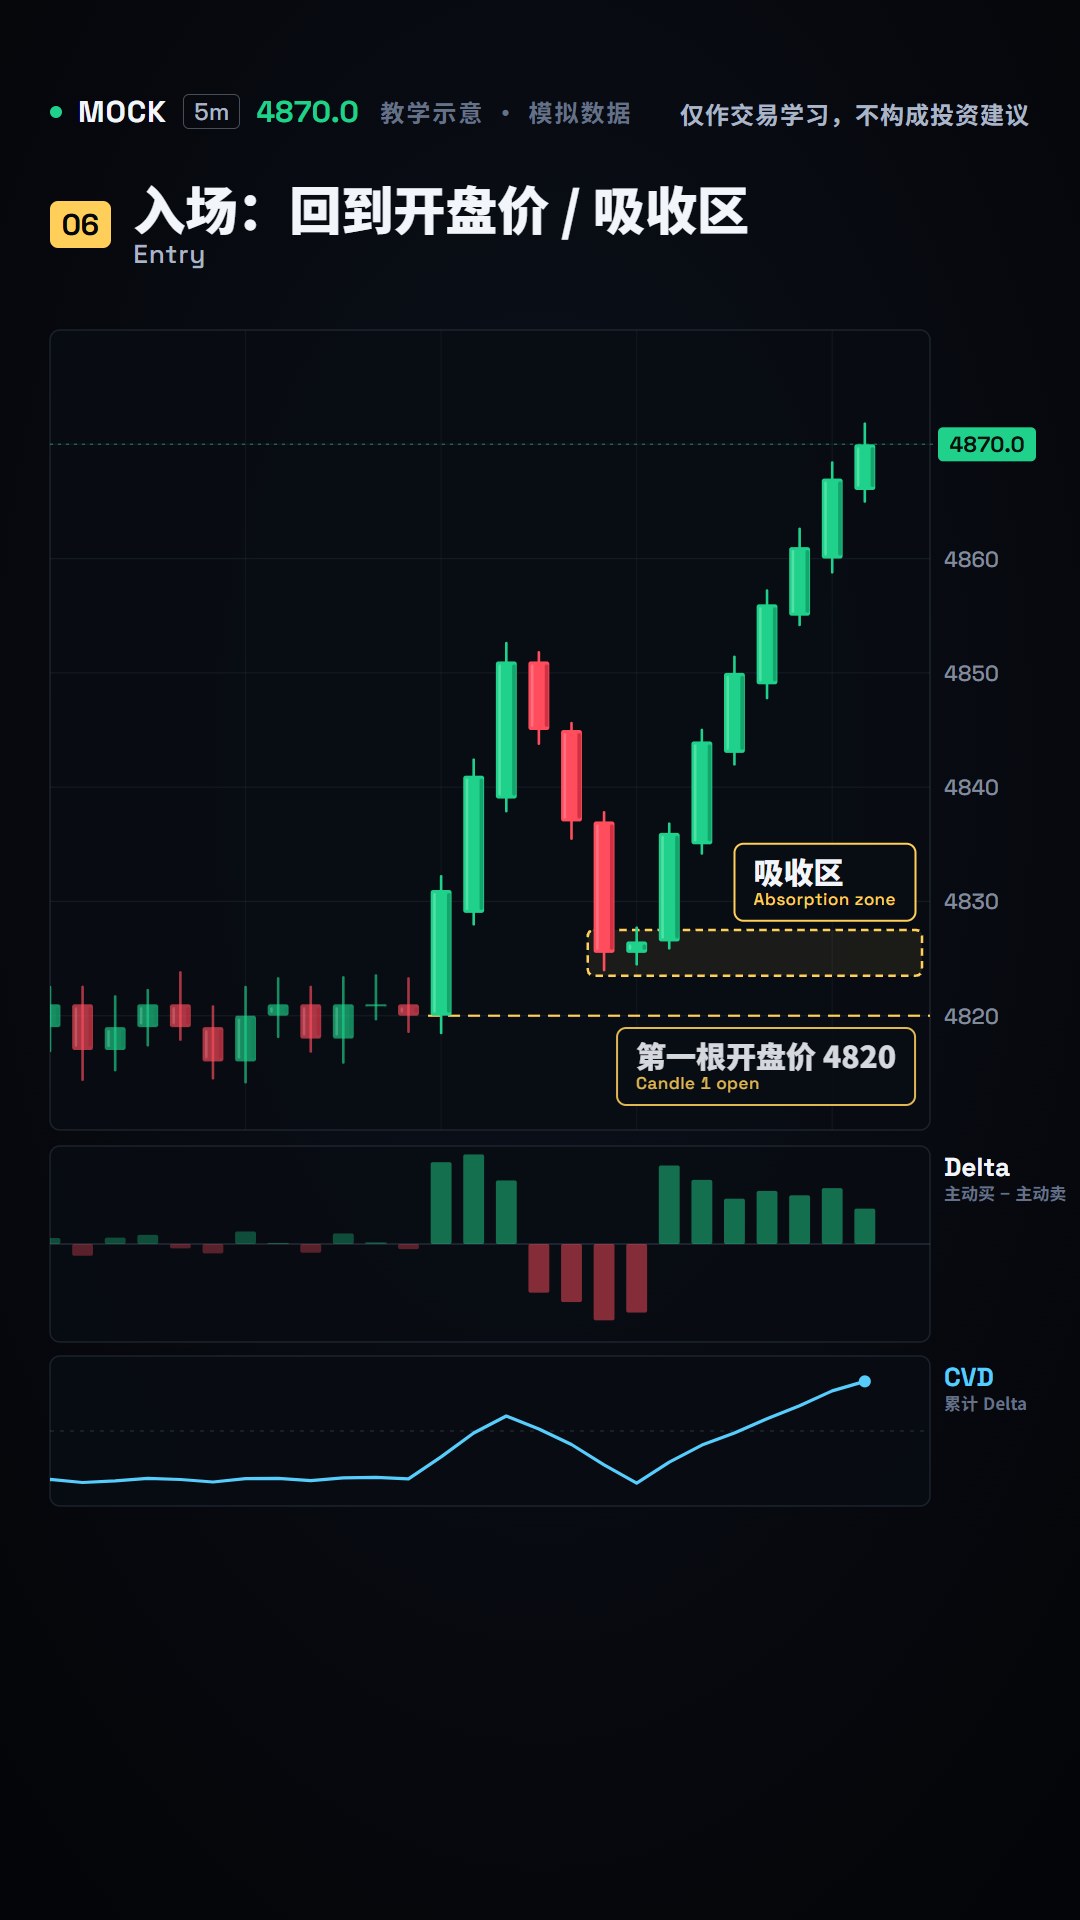 MOCK 5m 4870.0 教学示意 • 模拟数据 仅作交易学习，不构成投资建议
06 入场：回到开盘价 / 吸收区
Entry
4870.0
4860
4850
4840
吸收区
Absorption zone
4830
4820
第一根开盘价 4820
Candle 1 open
Delta
主动买 − 主动卖
CVD
累计 Delta